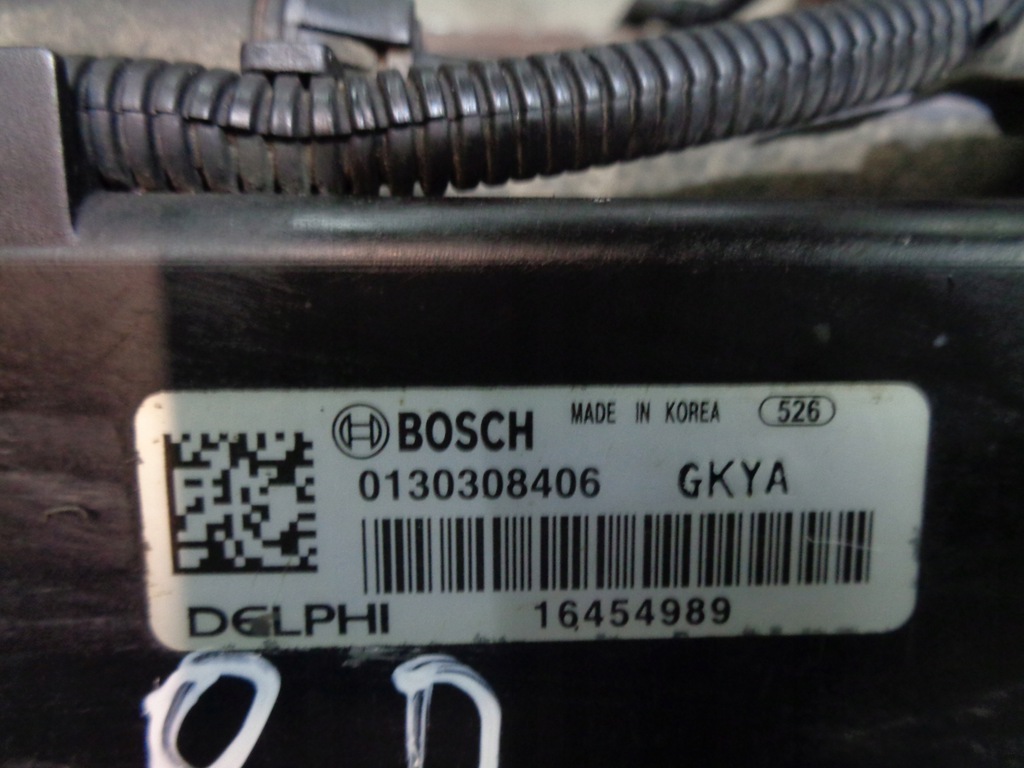 BOSCH MADE IN KOREA 526
0130308406 GKYA
DELPHI 16454989